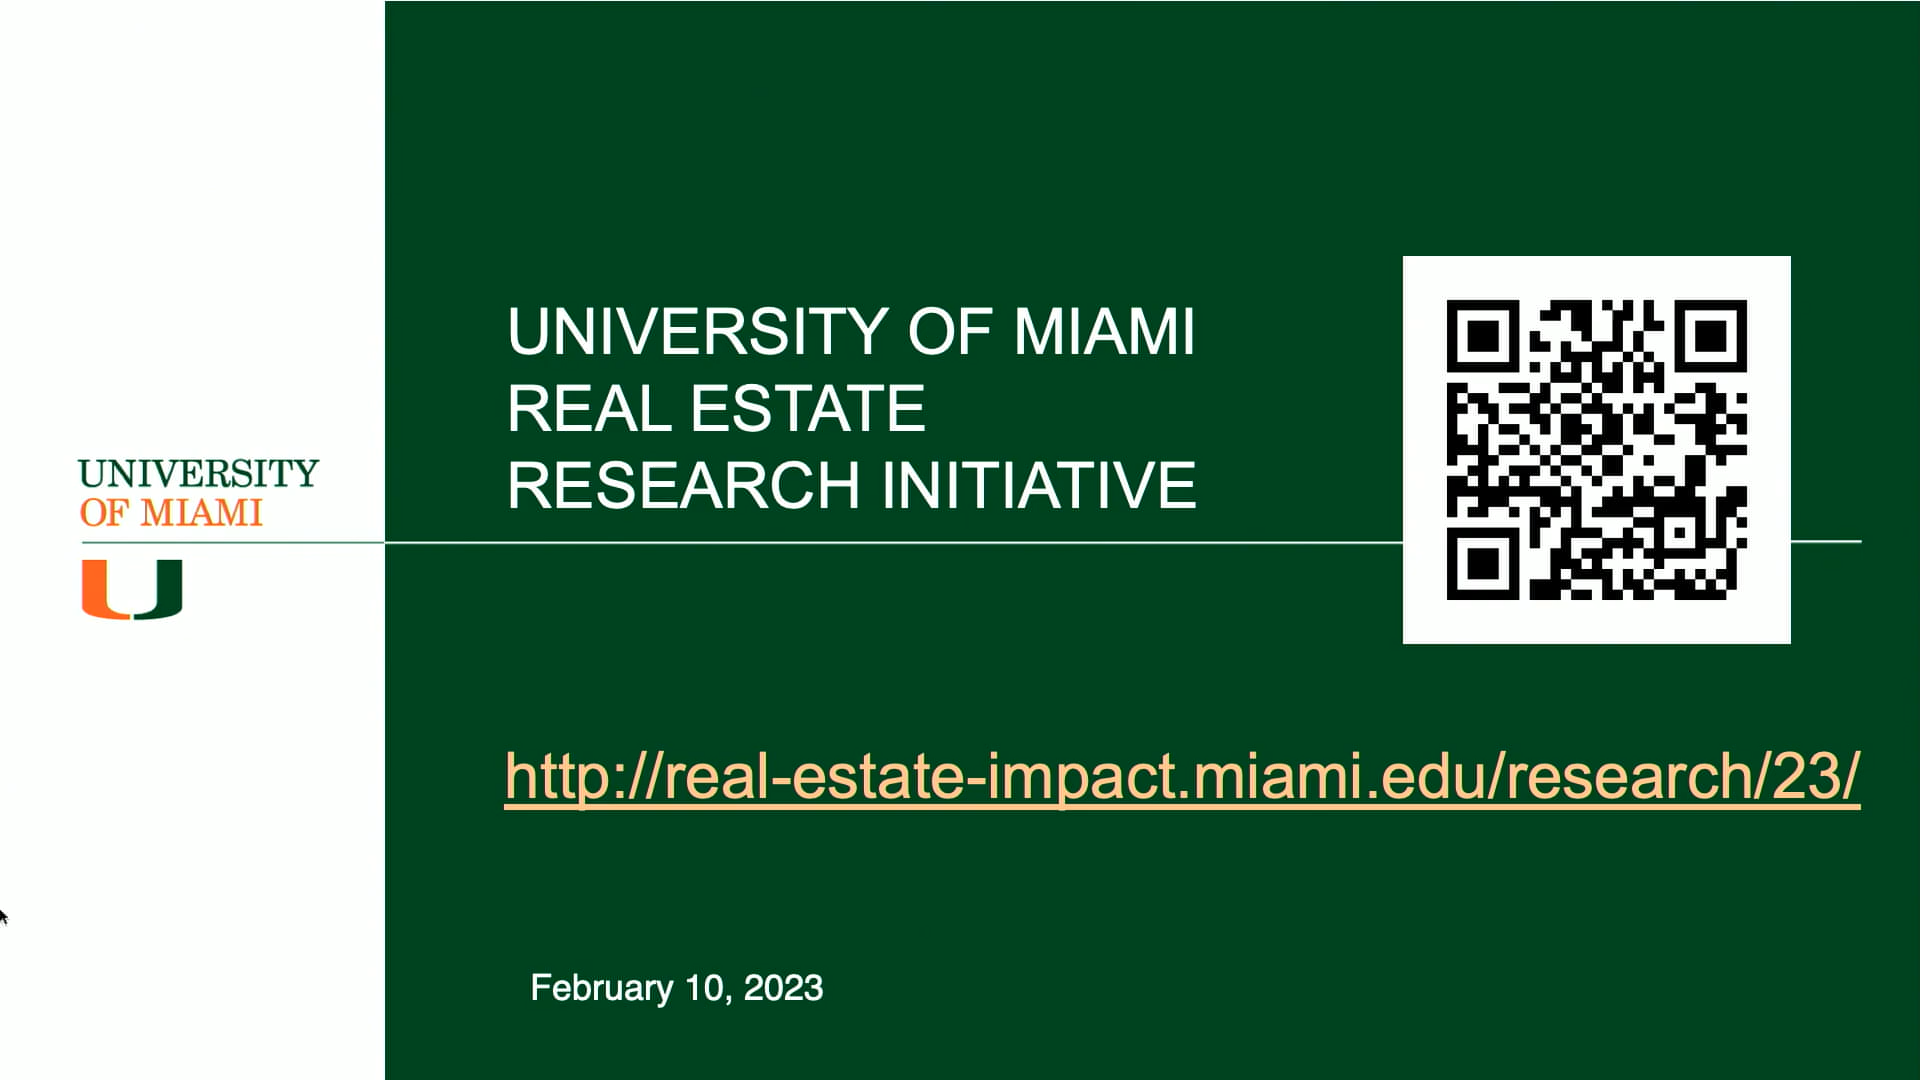 UNIVERSITY
OF MIAMI
UNIVERSITY OF MIAMI
REAL ESTATE
RESEARCH INITIATIVE
http://real-estate-impact.miami.edu/research/23/
February 10, 2023